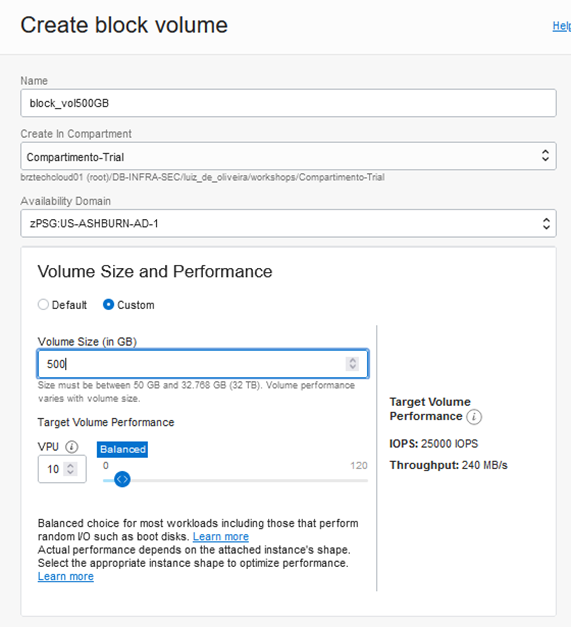 Create block volume
Help
Name
block_vol500GB
Create In Compartment
Compartimento-Trial
brztechcloud01 (root)/DB-INFRA-SEC/luiz_de_oliveira/workshops/Compartimento-Trial
Availability Domain
zPSG:US-ASHBURN-AD-1
Volume Size and Performance
Default
Custom
Volume Size (in GB)
500
Size must be between 50 GB and 32.768 GB (32 TB). Volume performance
varies with volume size.
Target Volume Performance
VPU
Balanced
10
0
120
Balanced choice for most workloads including those that perform
random I/O such as boot disks. Learn more
Actual performance depends on the attached instance's shape.
Select the appropriate instance shape to optimize performance.
Learn more
Target Volume
Performance
IOPS: 25000 IOPS
Throughput: 240 MB/s